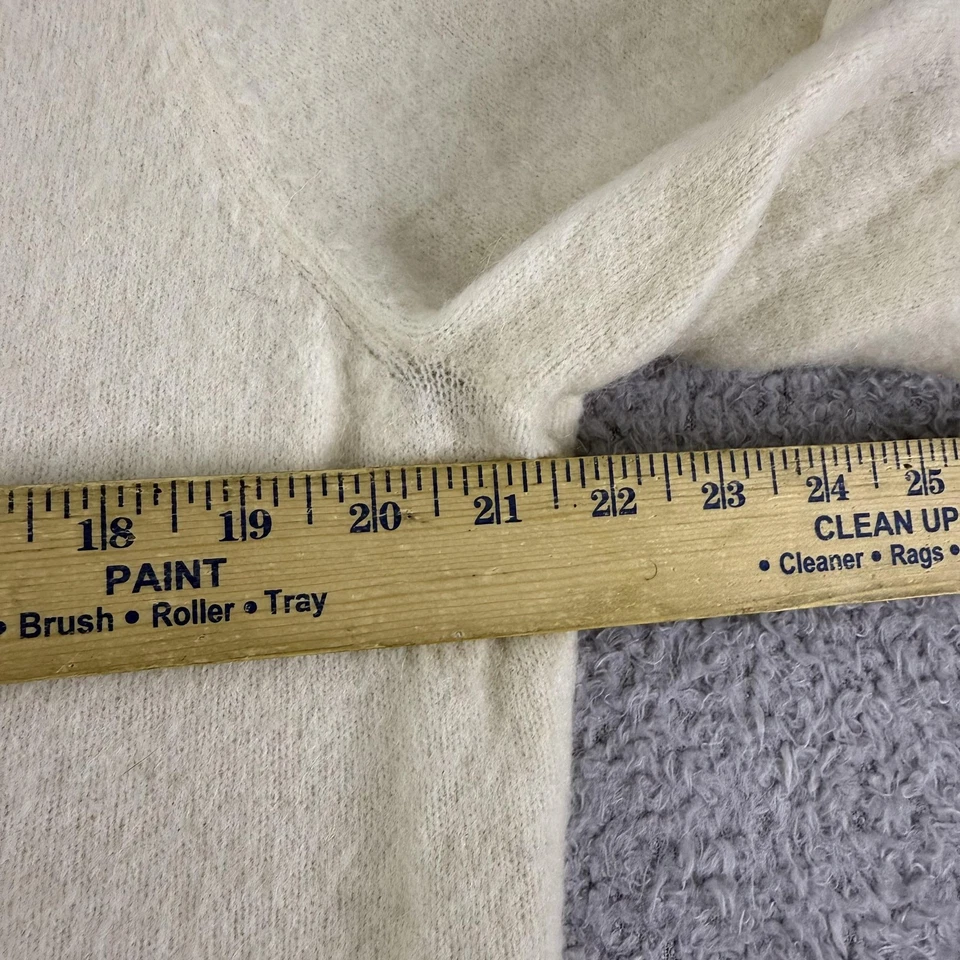 18 19 20 21 22 23 24 25
PAINT
• Brush • Roller • Tray
CLEAN UP
• Cleaner • Rags •